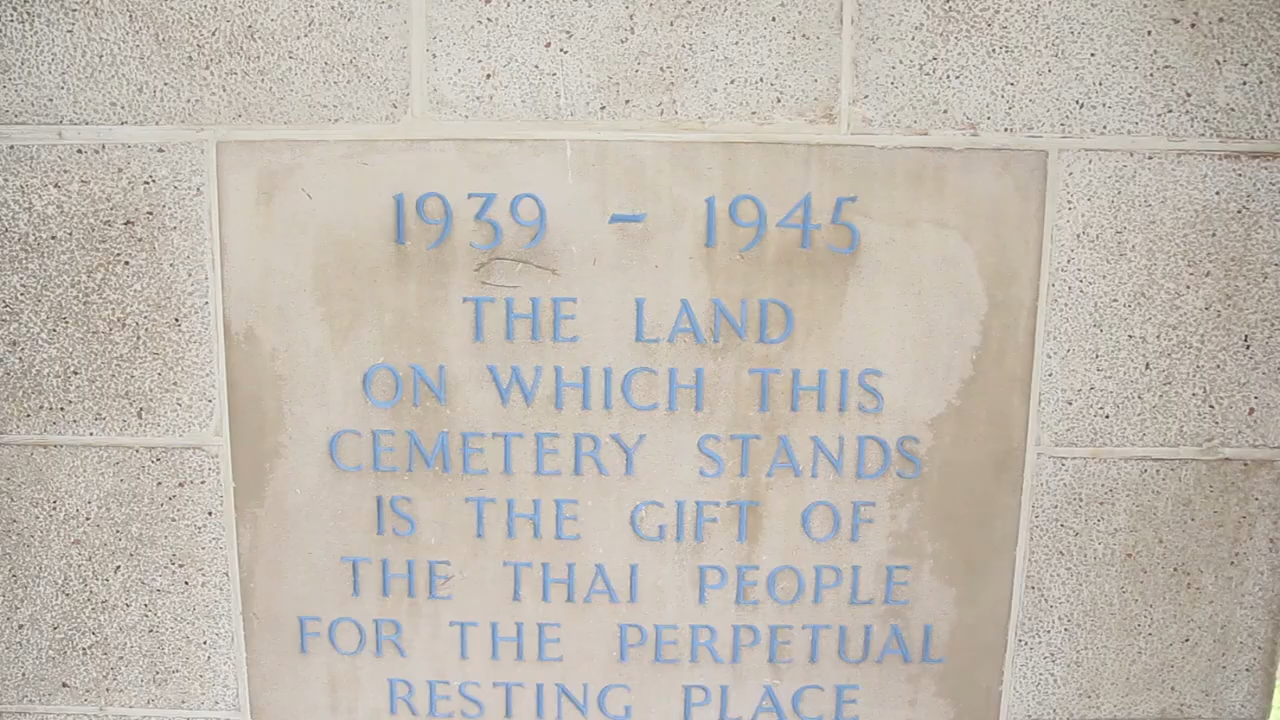 1939 - 1945
THE LAND
ON WHICH THIS
CEMETERY STANDS
IS THE GIFT OF
THE THAI PEOPLE
FOR THE PERPETUAL
RESTING PLACE